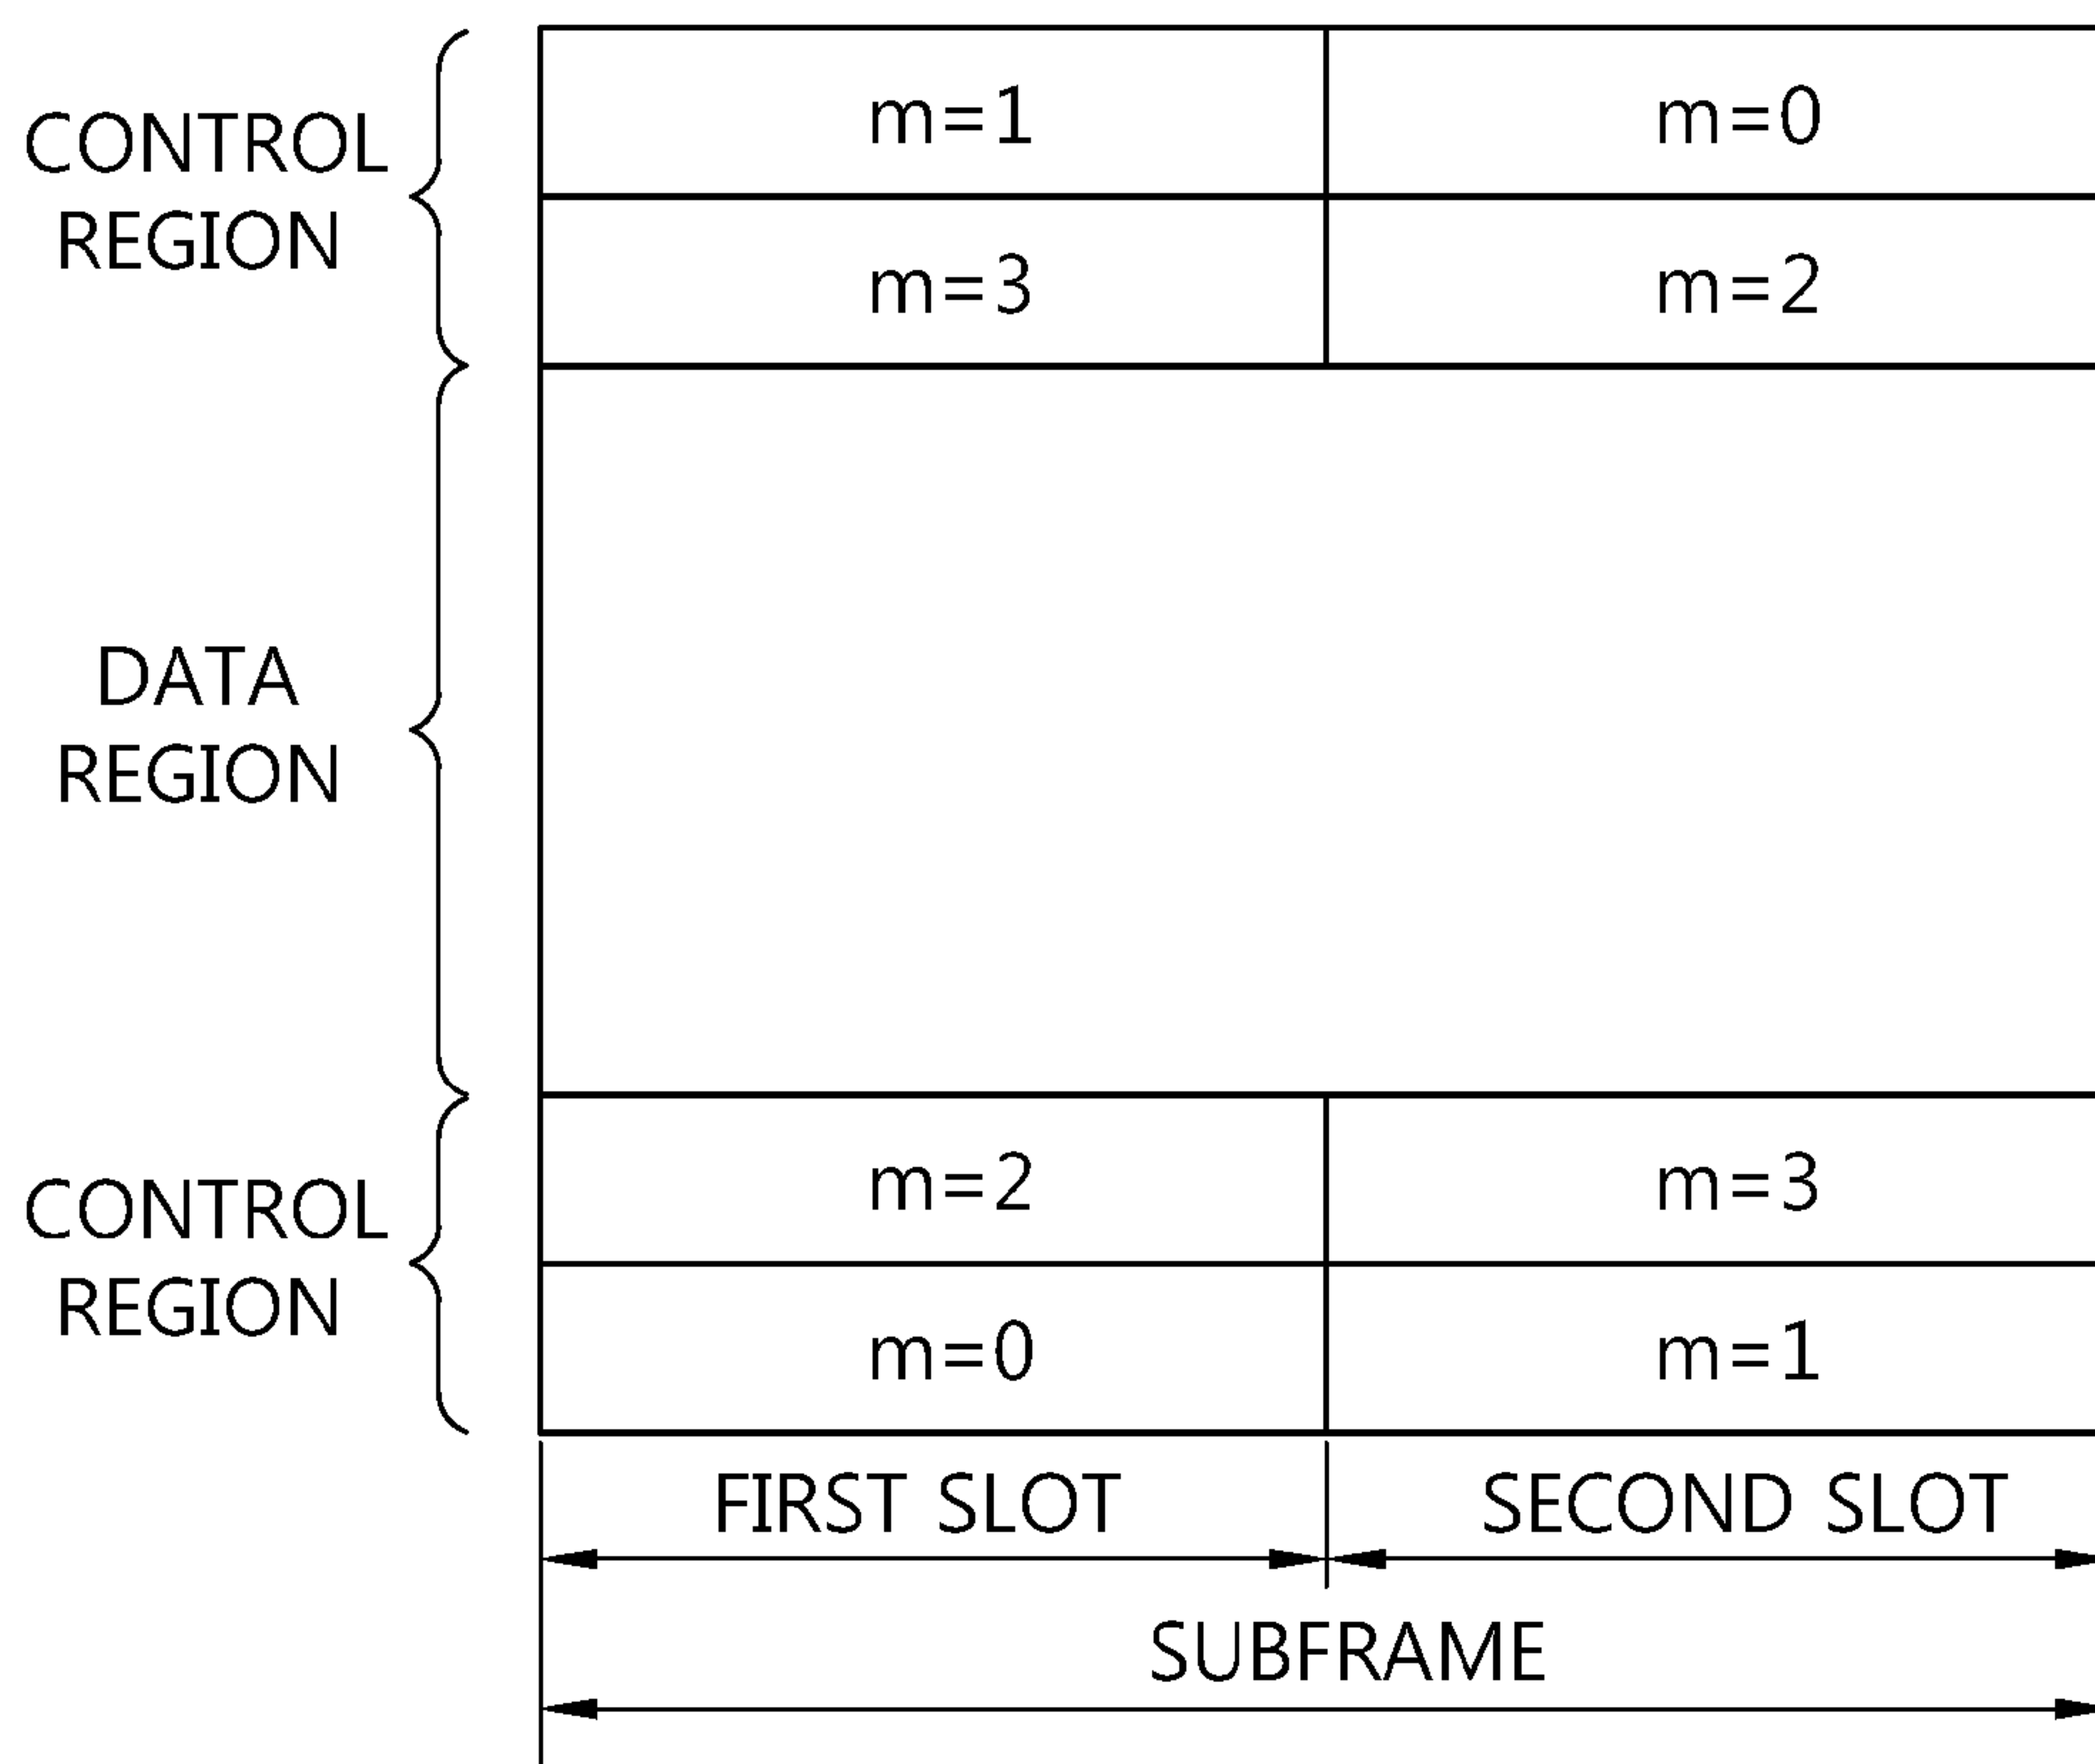 m=1 m=0
CONTROL
REGION
m=3 m=2
DATA
REGION
m=2 m=3
CONTROL
REGION
m=0 m=1
FIRST SLOT SECOND SLOT
SUBFRAME